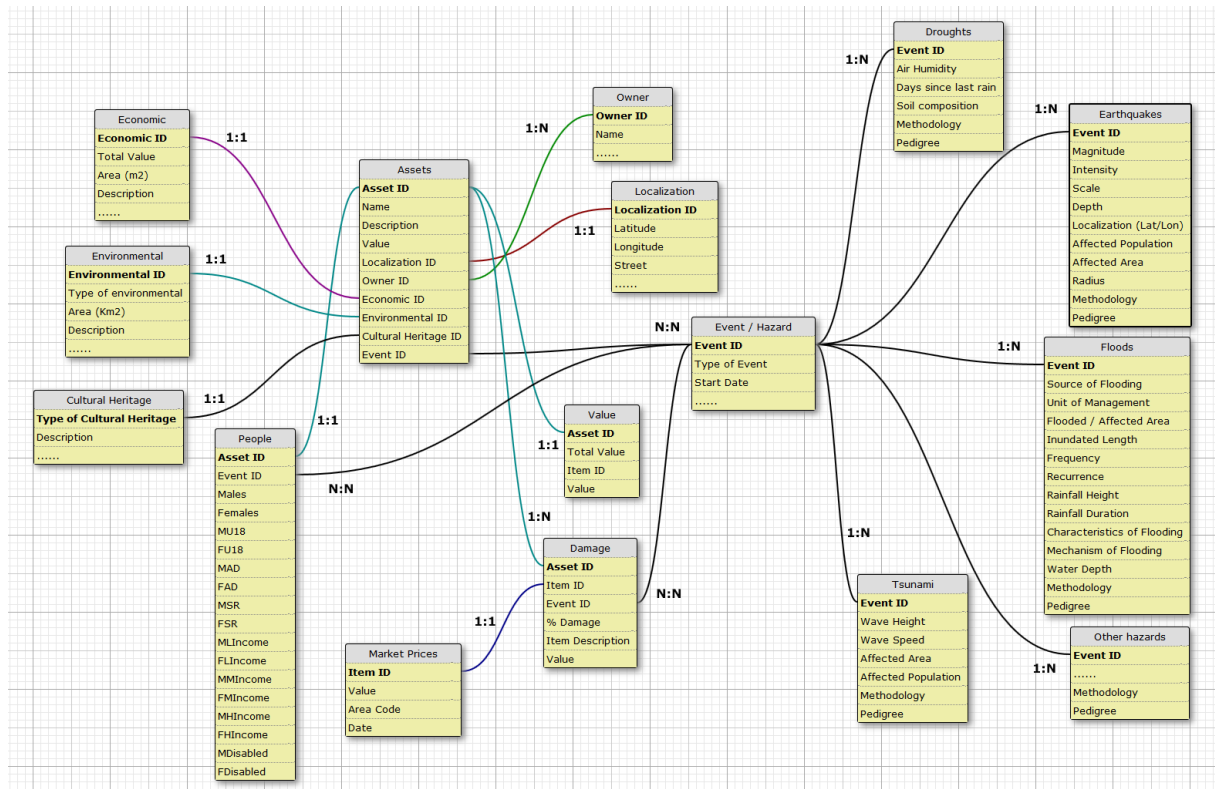 Droughts
Event ID
Air Humidity
Days since last rain
Soil composition
Methodology
Pedigree
1:N
Owner
Owner ID
Name
......
1:N
Earthquakes
Event ID
Magnitude
Intensity
Scale
Depth
Localization (Lat/Lon)
Affected Population
Affected Area
Radius
Methodology
Pedigree
1:N
Economic
Economic ID
Total Value
Area (m2)
Description
......
1:1
Assets
Asset ID
Name
Description
Value
Localization ID
Owner ID
Economic ID
Environmental ID
Cultural Heritage ID
Event ID
Localization
Localization ID
Latitude
Longitude
Street
......
1:1
Environmental
Environmental ID
Type of environmental
Area (Km2)
Description
......
1:1
Event / Hazard
Event ID
Type of Event
Start Date
......
N:N
Floods
Event ID
Source of Flooding
Unit of Management
Flooded / Affected Area
Inundated Length
Frequency
Recurrence
Rainfall Height
Rainfall Duration
Characteristics of Flooding
Mechanism of Flooding
Water Depth
Methodology
Pedigree
1:N
Cultural Heritage
Type of Cultural Heritage
Description
......
1:1
People
Asset ID
Event ID
Males
Females
MU18
FU18
MAD
FAD
MSR
FSR
MLIncome
FLIncome
MMIncome
FMIncome
MHIncome
FHIncome
MDisabled
FDisabled
1:1
N:N
Value
Asset ID
Total Value
Item ID
Value
1:1
1:N
Damage
Asset ID
Item ID
Event ID
% Damage
Item Description
Value
N:N
1:N
Tsunami
Event ID
Wave Height
Wave Speed
Affected Area
Affected Population
Methodology
Pedigree
1:1
Market Prices
Item ID
Value
Area Code
Date
Other hazards
Event ID
......
Methodology
Pedigree
1:N